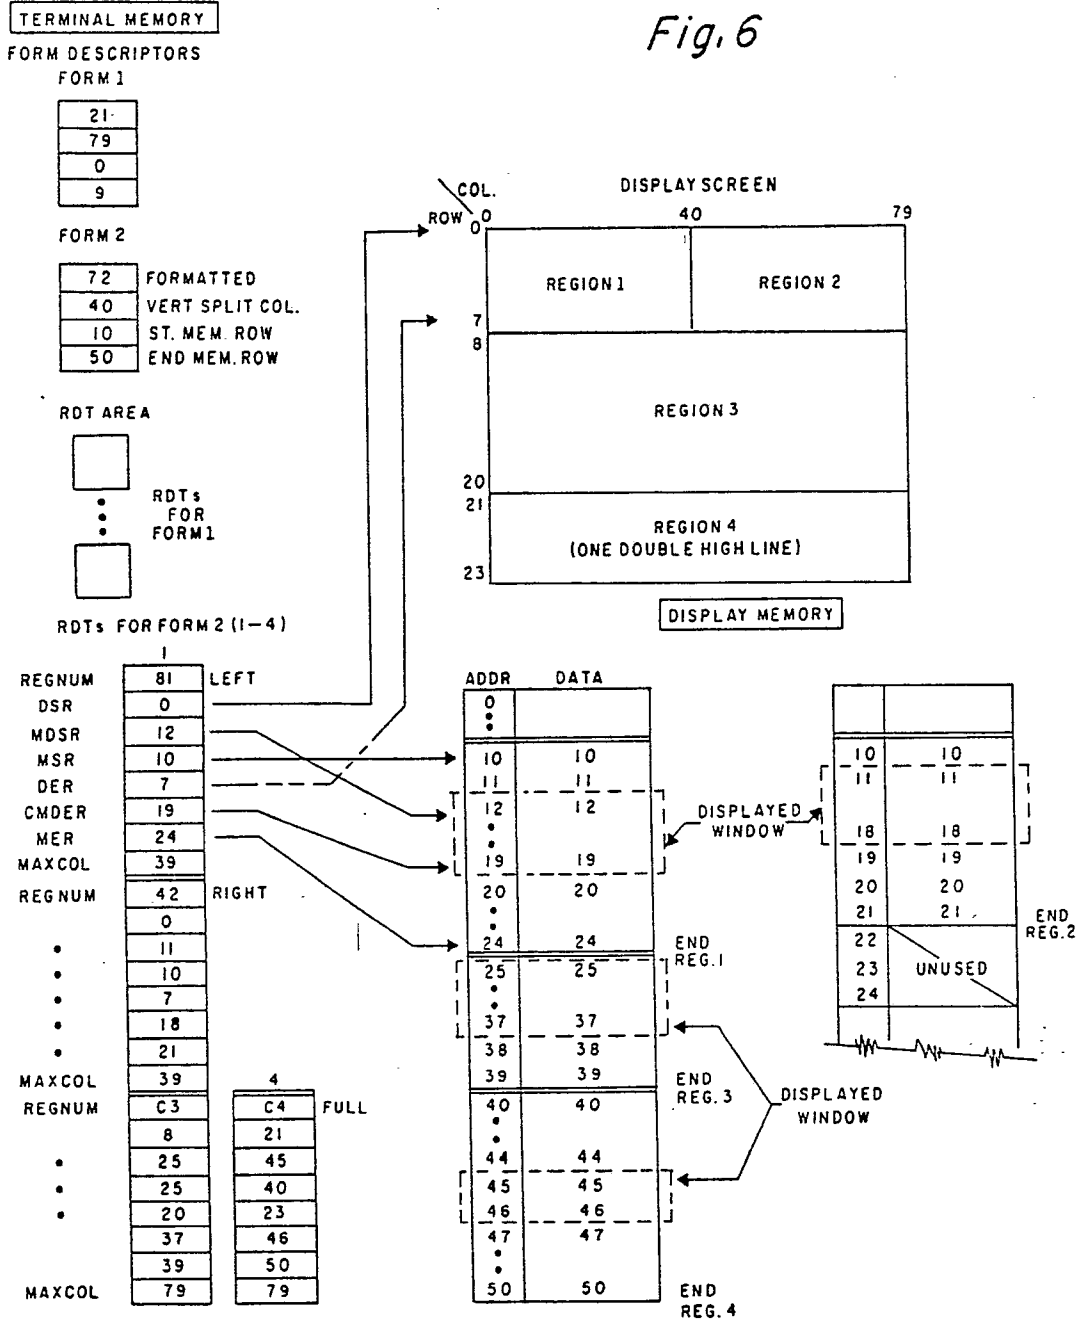 TERMINAL MEMORY
Fig. 6
FORM DESCRIPTORS
FORM 1
21
79
0
9
FORM 2
72 FORMATTED
40 VERT SPLIT COL.
10 ST. MEM. ROW
50 END MEM. ROW
RDT AREA
RDTs
FOR
FORM 1
COL.
ROW
DISPLAY SCREEN
0 40 79
0
REGION 1 REGION 2
7
8
REGION 3
20
21
REGION 4
(ONE DOUBLE HIGH LINE)
23
DISPLAY MEMORY
RDTs FOR FORM 2 (1-4)
1
REGNUM 81 LEFT
DSR 0
MDSR 12
MSR 10
DER 7
CMDER 19
MER 24
MAXCOL 39
REGNUM 42 RIGHT
0
11
10
7
18
21
MAXCOL 39
4
REGNUM C3 C4 FULL
8 21
25 45
25 40
20 23
37 46
39 50
MAXCOL 79 79
ADDR DATA
0
10 10
11 11
12 12
19 19
20 20
24 24
END
REG. 1
25 25
37 37
38 38
39 39
END
REG. 3
40 40
44 44
45 45
46 46
47 47
50 50
END
REG. 4
DISPLAYED
WINDOW
DISPLAYED
WINDOW
10 10
11 11
18 18
19 19
20 20
21 21
END
REG. 2
22
23 UNUSED
24